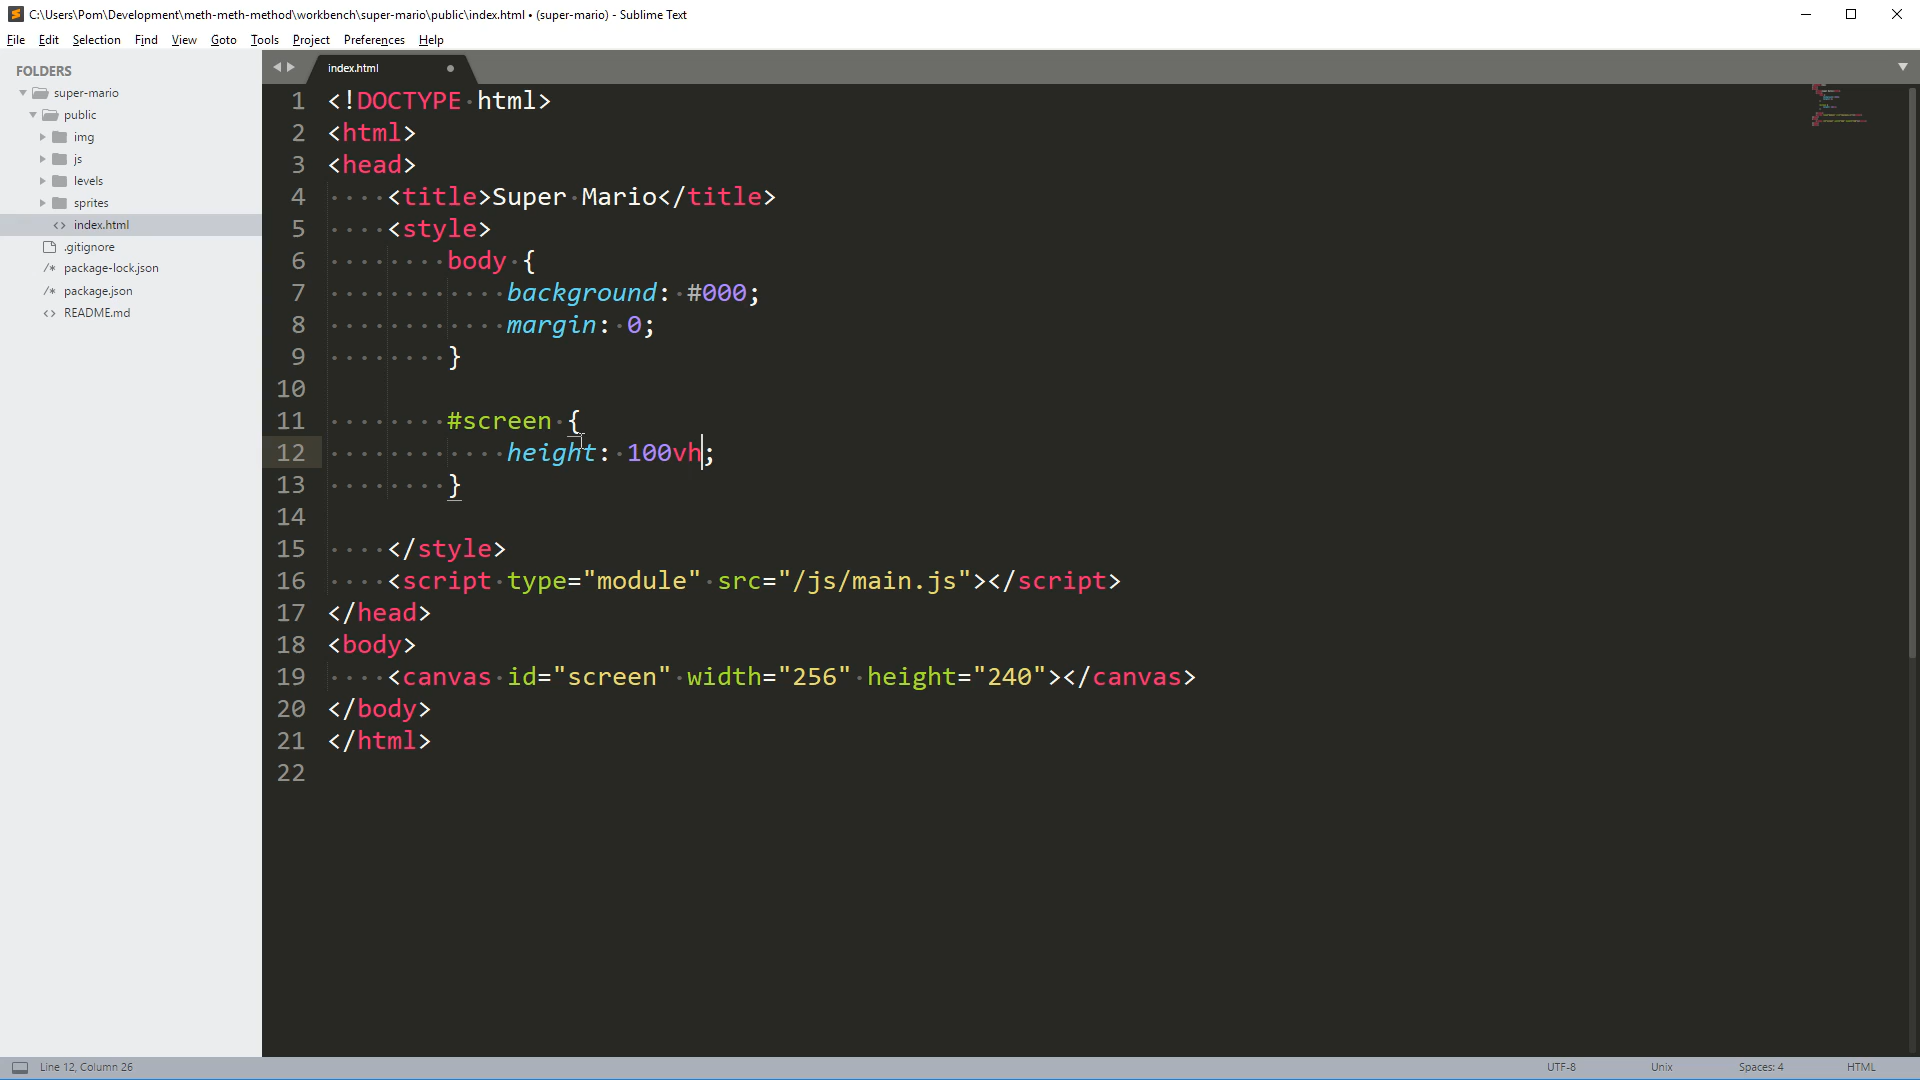 C:\Users\Pom\Development\meth-meth-method\workbench\super-mario\public\index.html • (super-mario) - Sublime Text
File Edit Selection Find View Goto Tools Project Preferences Help
FOLDERS
super-mario
public
img
js
levels
sprites
<> index.html
.gitignore
/* package-lock.json
/* package.json
<> README.md
index.html
1 <!DOCTYPE html>
2 <html>
3 <head>
4 <title>Super Mario</title>
5 <style>
6 body {
7 background: #000;
8 margin: 0;
9 }
10
11 #screen {
12 height: 100vh;
13 }
14
15 </style>
16 <script type="module" src="/js/main.js"></script>
17 </head>
18 <body>
19 <canvas id="screen" width="256" height="240"></canvas>
20 </body>
21 </html>
22
Line 12, Column 26 UTF-8 Unix Spaces: 4 HTML